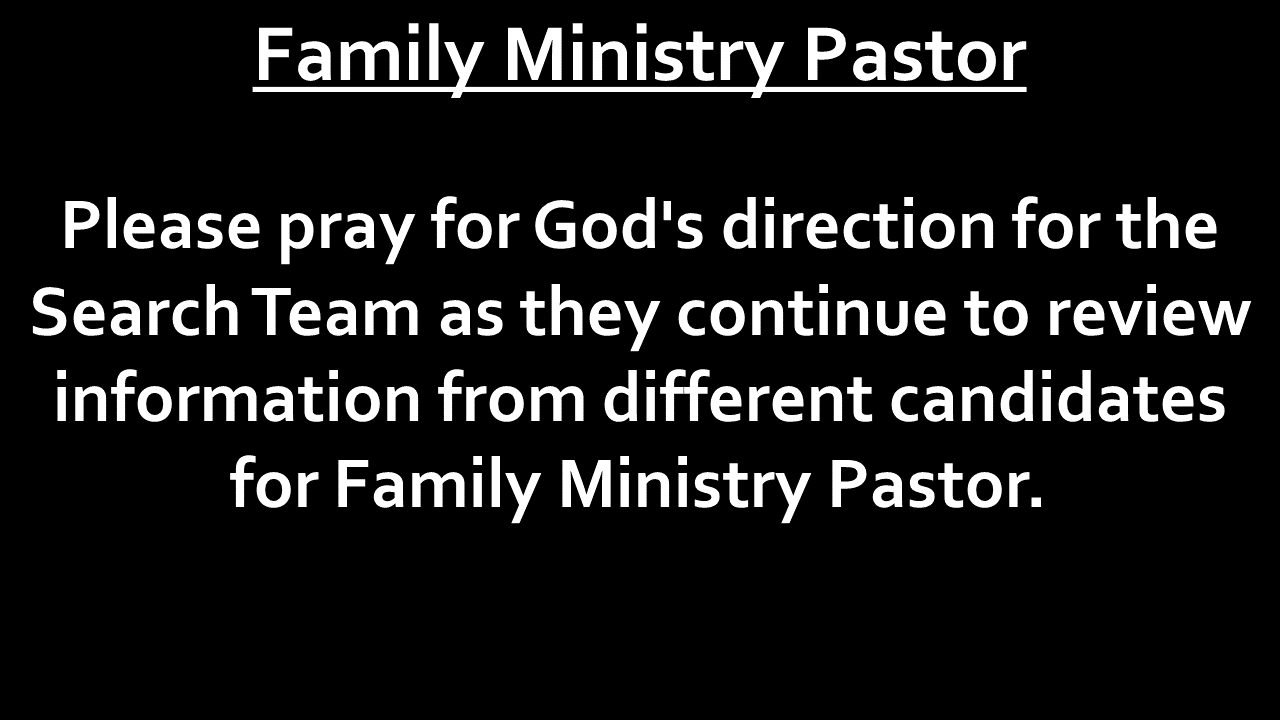 Family Ministry Pastor
Please pray for God's direction for the
Search Team as they continue to review
information from different candidates
for Family Ministry Pastor.